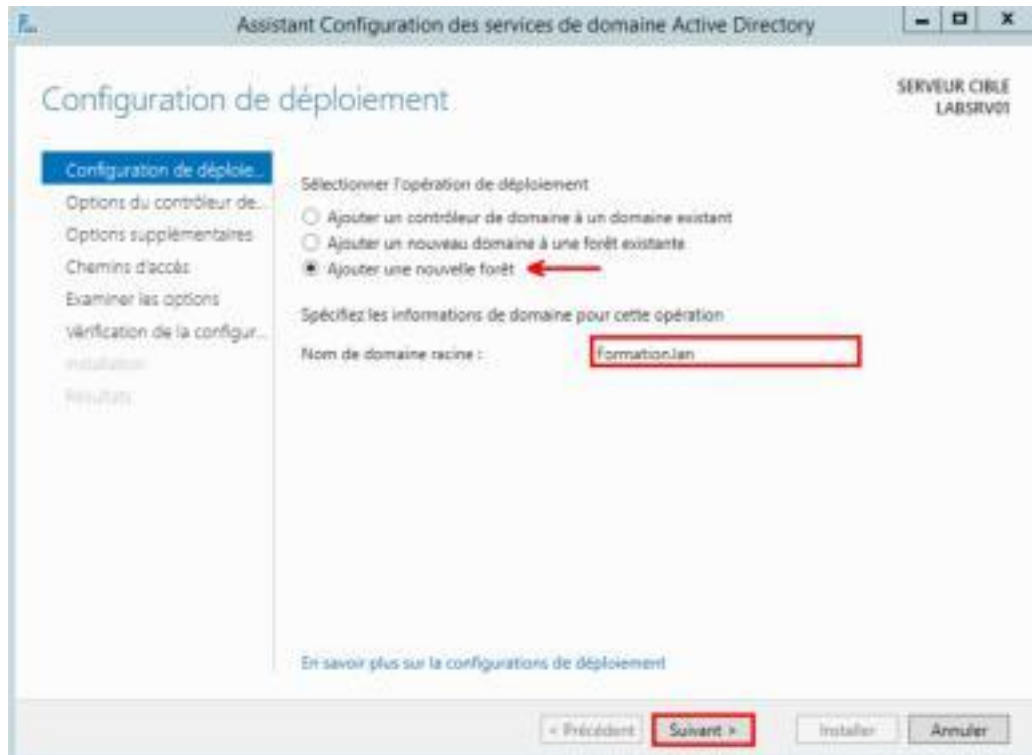 Assistant Configuration des services de domaine Active Directory
Configuration de déploiement
SERVEUR CIBLE
LABSRV01
Configuration de déploie...
Options du contrôleur de...
Options supplémentaires
Chemins d'accès
Examiner les options
Vérification de la configur...
Installation
Résultats
Sélectionner l'opération de déploiement
Ajouter un contrôleur de domaine à un domaine existant
Ajouter un nouveau domaine à une forêt existante
Ajouter une nouvelle forêt
Spécifiez les informations de domaine pour cette opération
Nom de domaine racine :
Formation.lan
En savoir plus sur la configurations de déploiement
< Précédent
Suivant >
Installer
Annuler